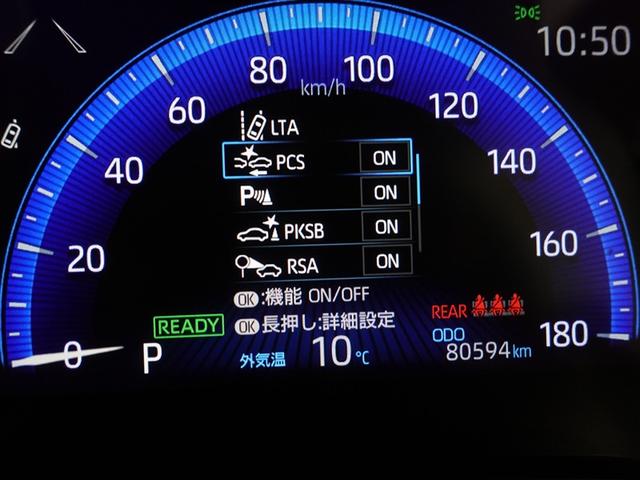 10:50
0
20
40
60
80
100
120
140
160
180
km/h
LTA
PCS ON
P ON
PKSB ON
RSA ON
OK:機能 ON/OFF
OK長押し:詳細設定
READY
P
外気温 10℃
REAR
ODO
80594km